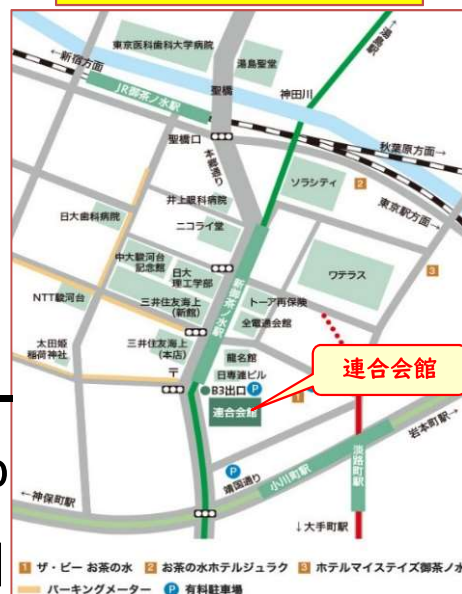 東京医科歯科大学病院
湯島聖堂
←湯島駅
←新宿方面
聖橋
神田川
JR御茶ノ水駅
聖橋口
本郷通り
秋葉原方面→
東京駅方面→
ソラシティ
2
井上眼科病院
日大歯科病院
ニコライ堂
中大駿河台
記念館
日大
理工学部
新御茶ノ水駅
ワテラス
3
NTT駿河台
三井住友海上
(新館)
トーア再保険
全電通会館
太田姫
稲荷神社
三井住友海上
(本店)
龍名館
日専連ビル
〒
B3出口 P
1
連合会館
連合会館
淡路町駅
岩本町駅→
小川町駅
P
靖国通り
←神保町駅
↓大手町駅
1 ザ・ビー お茶の水 2 お茶の水ホテルジュラク 3 ホテルマイステイズ御茶ノ水
パーキングメーター P 有料駐車場